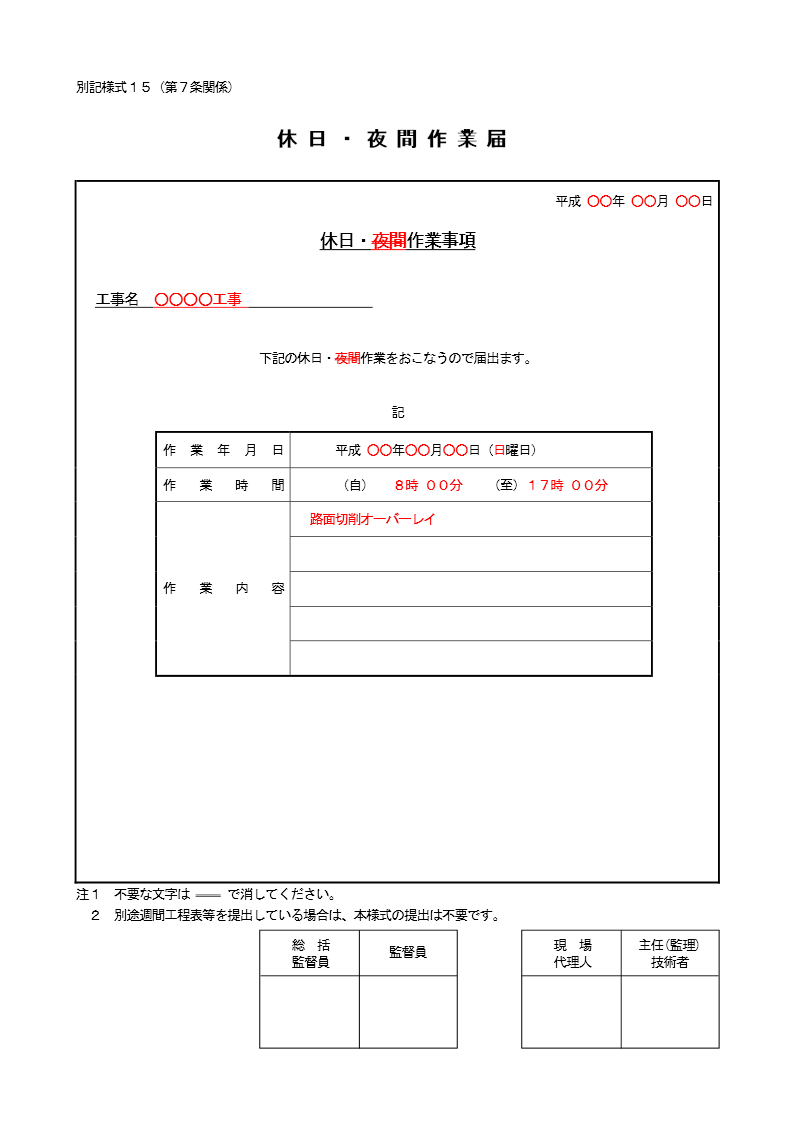 別記様式１５（第７条関係）
休日・夜間作業届
平成 〇〇年 〇〇月 〇〇日
休日・夜間作業事項
工事名　〇〇〇〇工事
下記の休日・夜間作業をおこなうので届出ます。
記
作業年月日　平成 〇〇年〇〇月〇〇日（日曜日）
作業時間　（自）　８時 ００分　（至）１７時 ００分
路面切削オーバーレイ
作業内容
注１　不要な文字は ═══ で消してください。
２　別途週間工程表等を提出している場合は、本様式の提出は不要です。
総　括
監督員
監督員
現　場
代理人
主任（監理）
技術者